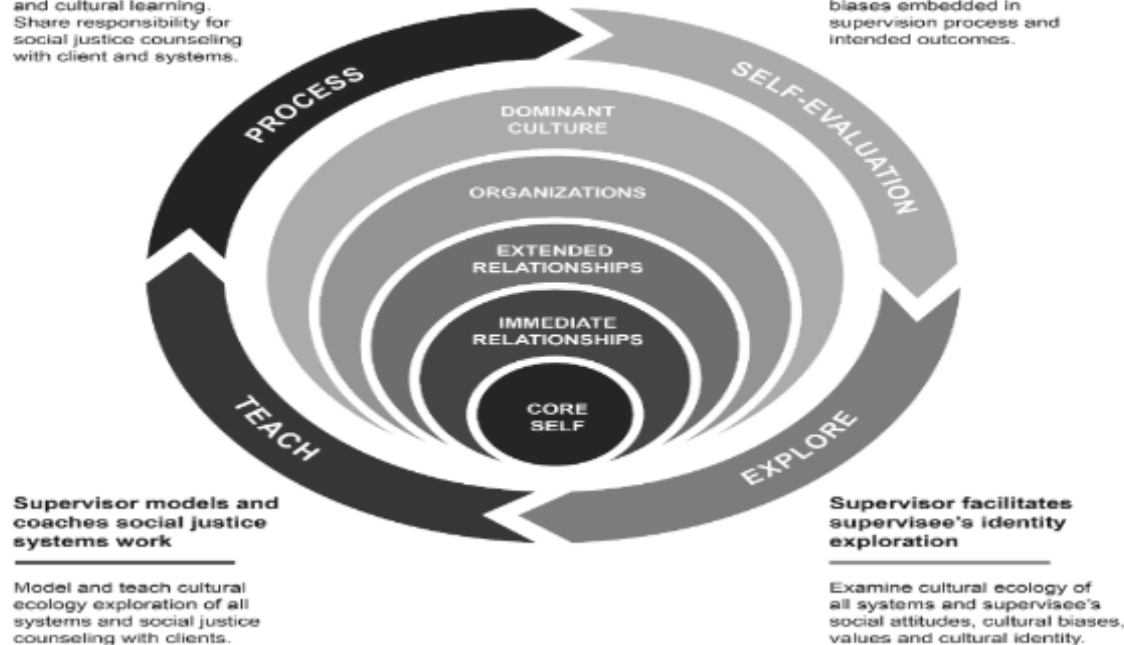 and cultural learning.
Share responsibility for
social justice counseling
with client and systems.
biases embedded in
supervision process and
intended outcomes.
PROCESS
SELF-EVALUATION
DOMINANT
CULTURE
ORGANIZATIONS
EXTENDED
RELATIONSHIPS
IMMEDIATE
RELATIONSHIPS
CORE
SELF
TEACH
EXPLORE
Supervisor models and
coaches social justice
systems work
Model and teach cultural
ecology exploration of all
systems and social justice
counseling with clients.
Supervisor facilitates
supervisee's identity
exploration
Examine cultural ecology of
all systems and supervisee's
social attitudes, cultural biases,
values and cultural identity.